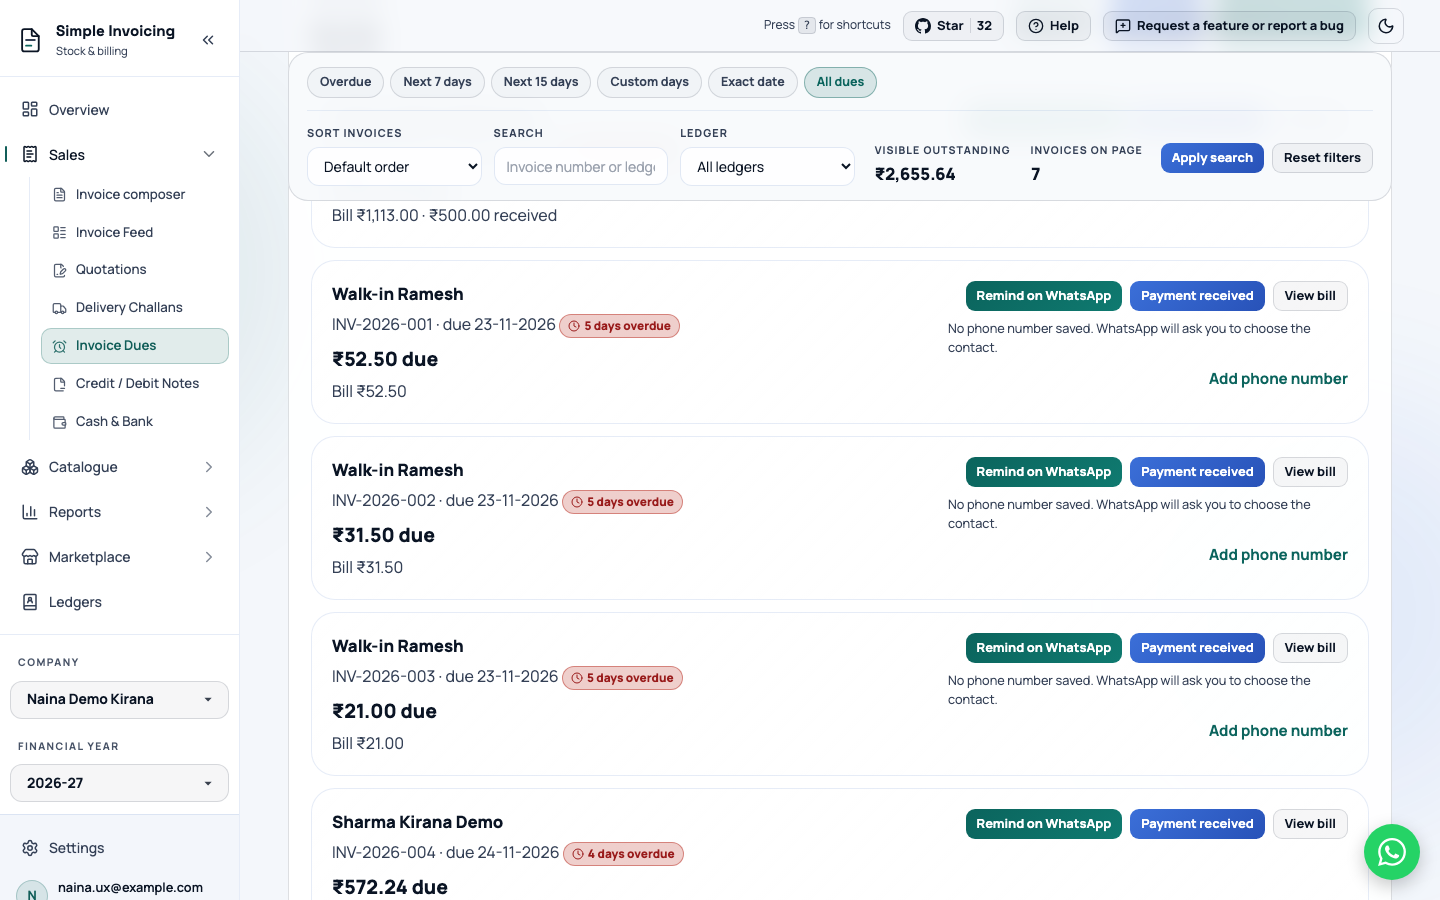 Simple Invoicing
Stock & billing
Overview
Sales
Invoice composer
Invoice Feed
Quotations
Delivery Challans
Invoice Dues
Credit / Debit Notes
Cash & Bank
Catalogue
Reports
Marketplace
Ledgers
COMPANY
Naina Demo Kirana
FINANCIAL YEAR
2026-27
Settings
N
naina.ux@example.com
Press ? for shortcuts
Star 32
Help
Request a feature or report a bug
Overdue
Next 7 days
Next 15 days
Custom days
Exact date
All dues
SORT INVOICES
Default order
SEARCH
Invoice number or ledg
LEDGER
All ledgers
VISIBLE OUTSTANDING
₹2,655.64
INVOICES ON PAGE
7
Apply search
Reset filters
Bill ₹1,113.00 · ₹500.00 received
Walk-in Ramesh
INV-2026-001 · due 23-11-2026 5 days overdue
₹52.50 due
Bill ₹52.50
Remind on WhatsApp
Payment received
View bill
No phone number saved. WhatsApp will ask you to choose the
contact.
Add phone number
Walk-in Ramesh
INV-2026-002 · due 23-11-2026 5 days overdue
₹31.50 due
Bill ₹31.50
Remind on WhatsApp
Payment received
View bill
No phone number saved. WhatsApp will ask you to choose the
contact.
Add phone number
Walk-in Ramesh
INV-2026-003 · due 23-11-2026 5 days overdue
₹21.00 due
Bill ₹21.00
Remind on WhatsApp
Payment received
View bill
No phone number saved. WhatsApp will ask you to choose the
contact.
Add phone number
Sharma Kirana Demo
INV-2026-004 · due 24-11-2026 4 days overdue
₹572.24 due
Remind on WhatsApp
Payment received
View bill